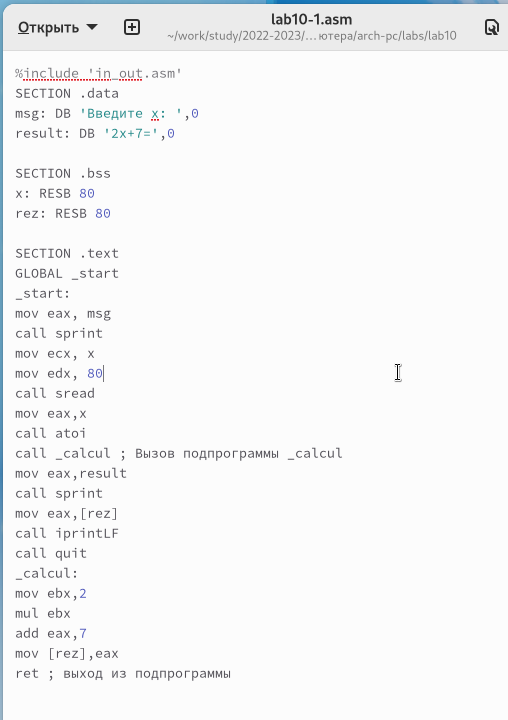 Открыть
lab10-1.asm
~/work/study/2022-2023/…ютера/arch-pc/labs/lab10
%include 'in_out.asm'
SECTION .data
msg: DB 'Введите x: ',0
result: DB '2x+7=',0
SECTION .bss
x: RESB 80
rez: RESB 80
SECTION .text
GLOBAL _start
_start:
mov eax, msg
call sprint
mov ecx, x
mov edx, 80
call sread
mov eax,x
call atoi
call _calcul ; Вызов подпрограммы _calcul
mov eax,result
call sprint
mov eax,[rez]
call iprintLF
call quit
_calcul:
mov ebx,2
mul ebx
add eax,7
mov [rez],eax
ret ; выход из подпрограммы